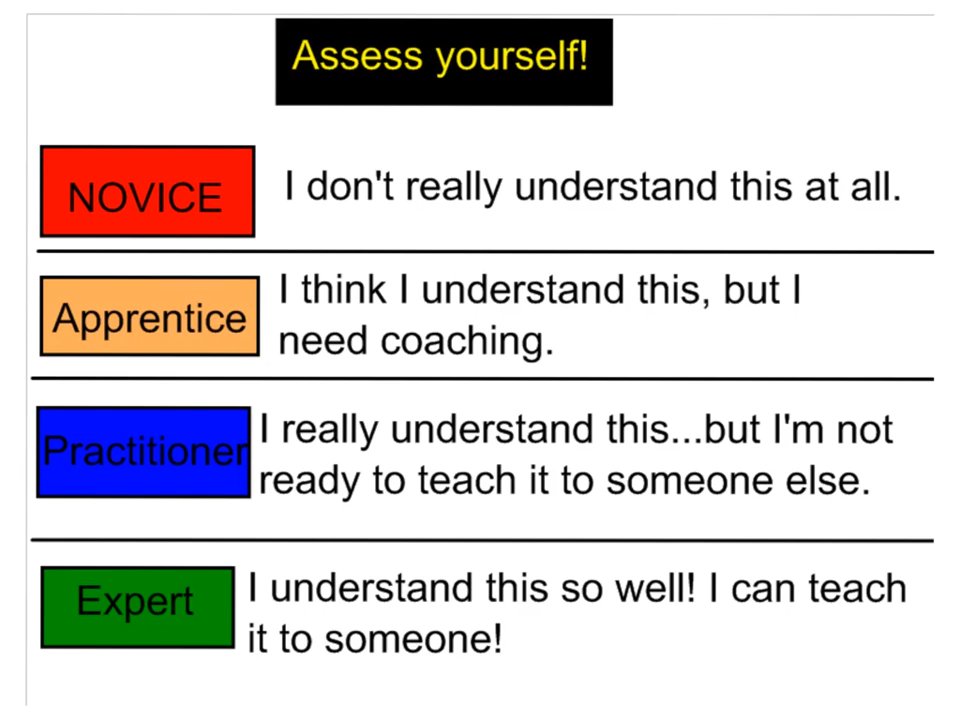 Assess yourself!
NOVICE
I don't really understand this at all.
Apprentice
I think I understand this, but I
need coaching.
Practitioner
I really understand this...but I'm not
ready to teach it to someone else.
Expert
I understand this so well! I can teach
it to someone!